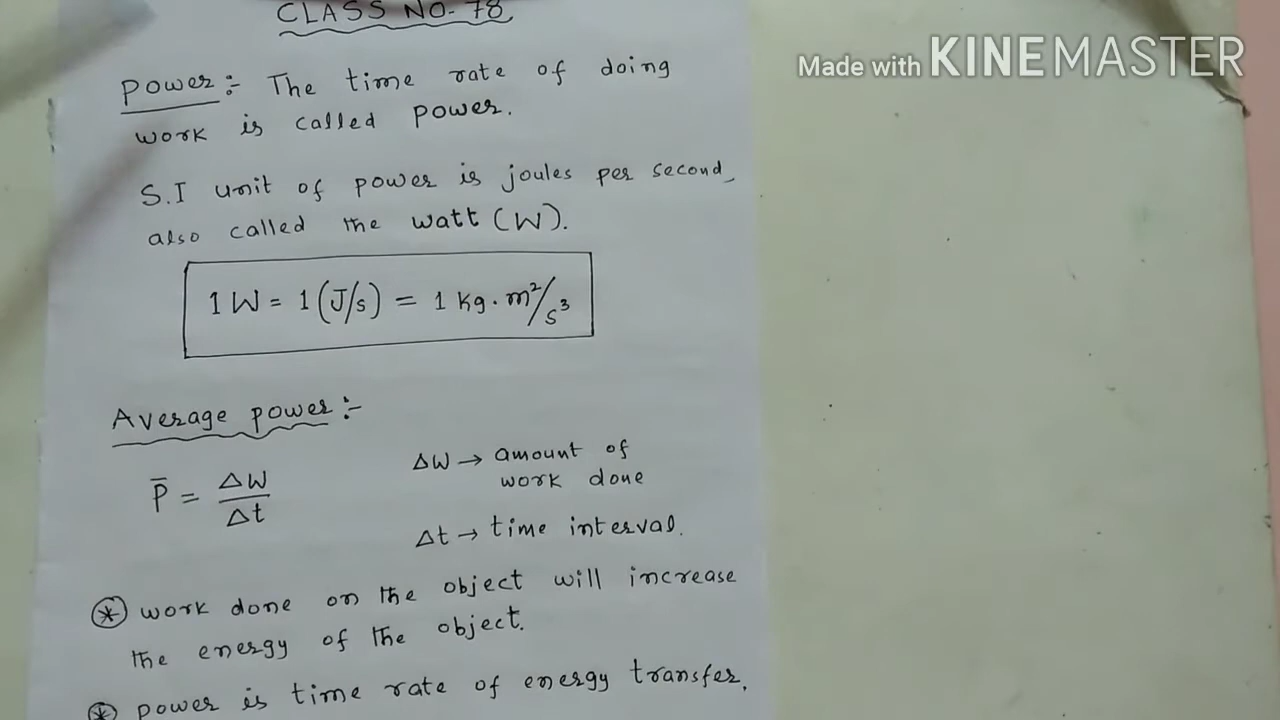 CLASS NO. 78
Made with KINEMASTER
Power :- The time rate of doing
work is called power.
S.I unit of power is joules per second,
also called the watt (W).
1 W = 1 (J/s) = 1 kg · m²/s³
Average power :-
P̄ = ΔW/Δt
ΔW → amount of
work done
Δt → time interval.
* work done on the object will increase
the energy of the object.
* power is time rate of energy transfer.